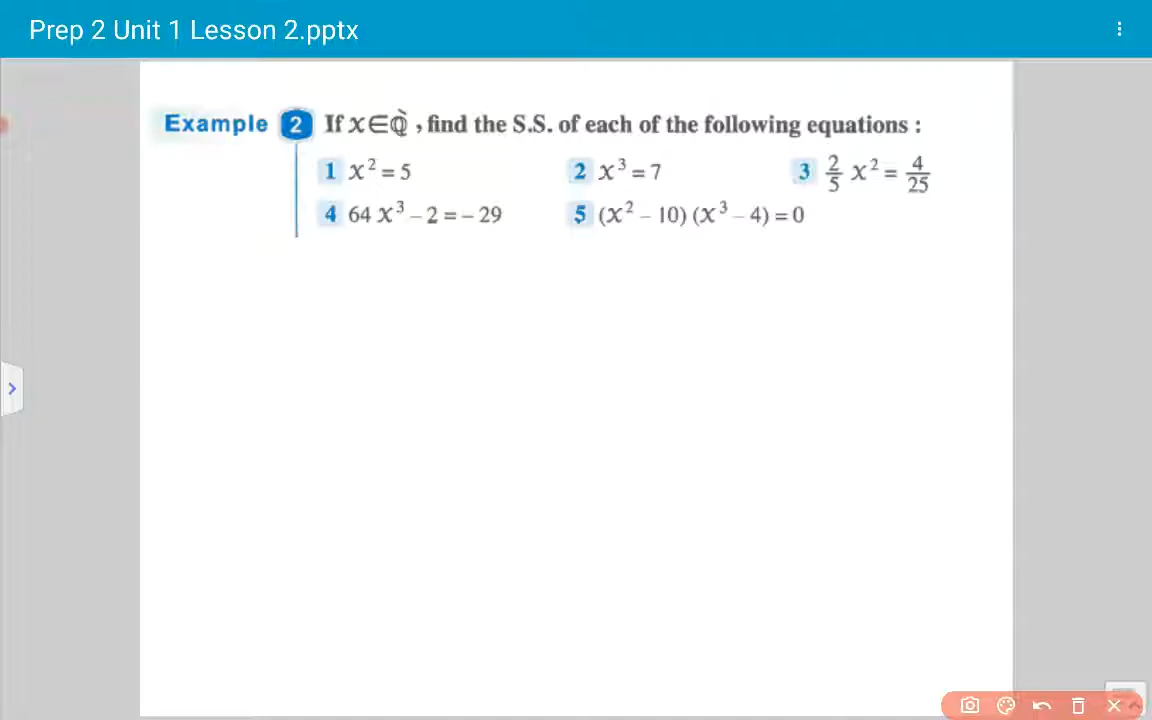 Prep 2 Unit 1 Lesson 2.pptx
Example 2 If x∈Q̀ , find the S.S. of each of the following equations :
1 x² = 5 2 x³ = 7 3 2/5 x² = 4/25
4 64 x³ – 2 = – 29 5 (x² – 10) (x³ – 4) = 0